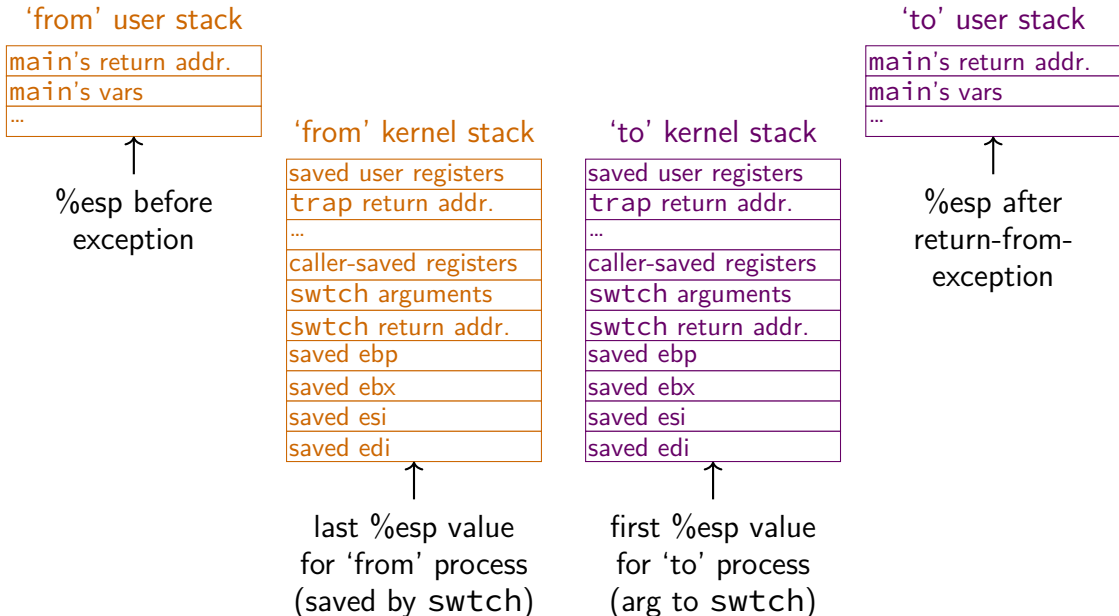 ‘from’ user stack
main's return addr.
main's vars
...
%esp before
exception
‘from’ kernel stack
saved user registers
trap return addr.
...
caller-saved registers
swtch arguments
swtch return addr.
saved ebp
saved ebx
saved esi
saved edi
last %esp value
for ‘from’ process
(saved by swtch)
‘to’ kernel stack
saved user registers
trap return addr.
...
caller-saved registers
swtch arguments
swtch return addr.
saved ebp
saved ebx
saved esi
saved edi
first %esp value
for ‘to’ process
(arg to swtch)
‘to’ user stack
main's return addr.
main's vars
...
%esp after
return-from-
exception